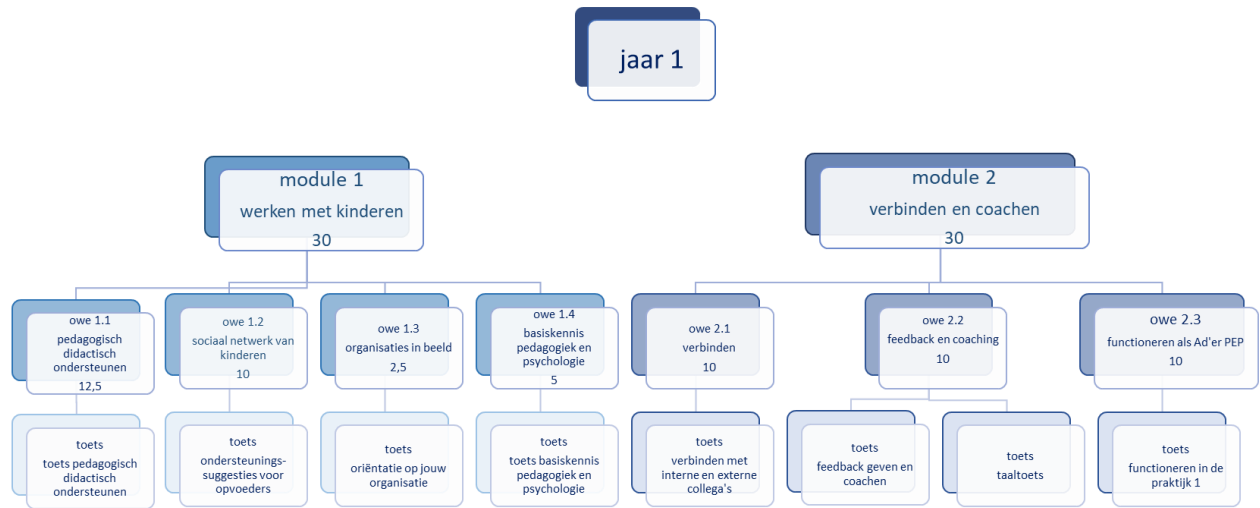 jaar 1
module 1
werken met kinderen
30
module 2
verbinden en coachen
30
owe 1.1
pedagogisch
didactisch
ondersteunen
12,5
owe 1.2
sociaal netwerk van
kinderen
10
owe 1.3
organisaties in beeld
2,5
owe 1.4
basiskennis
pedagogiek en
psychologie
5
owe 2.1
verbinden
10
owe 2.2
feedback en coaching
10
owe 2.3
functioneren als Ad'er PEP
10
toets
toets pedagogisch
didactisch
ondersteunen
toets
ondersteunings-
suggesties voor
opvoeders
toets
oriëntatie op jouw
organisatie
toets
toets basiskennis
pedagogiek en
psychologie
toets
verbinden met
interne en externe
collega's
toets
feedback geven en
coachen
toets
taaltoets
toets
functioneren in de
praktijk 1